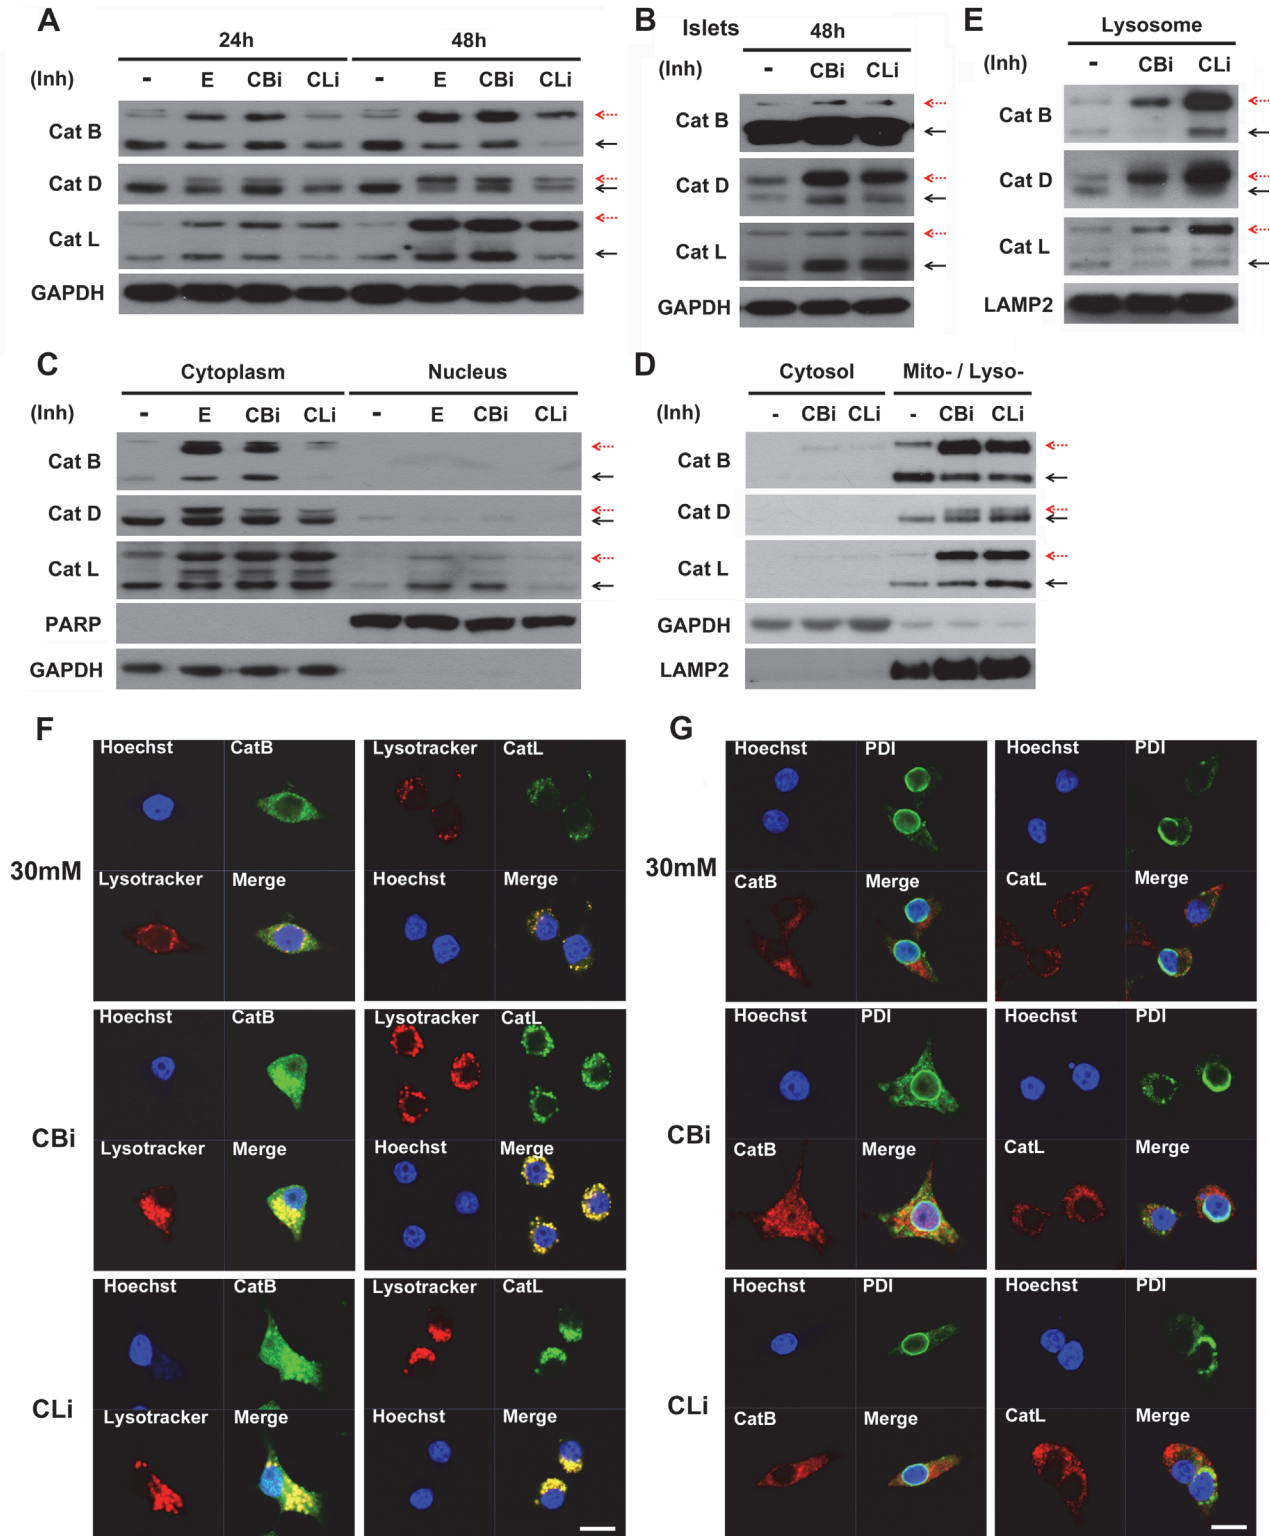 A
24h 48h
(Inh) - E CBi CLi - E CBi CLi
Cat B
Cat D
Cat L
GAPDH
B
Islets 48h
(Inh) - CBi CLi
Cat B
Cat D
Cat L
GAPDH
E
Lysosome
(Inh) - CBi CLi
Cat B
Cat D
Cat L
LAMP2
C
Cytoplasm Nucleus
(Inh) - E CBi CLi - E CBi CLi
Cat B
Cat D
Cat L
PARP
GAPDH
D
Cytosol Mito- / Lyso-
(Inh) - CBi CLi - CBi CLi
Cat B
Cat D
Cat L
GAPDH
LAMP2
F
30mM
Hoechst CatB Lysotracker CatL
Lysotracker Merge Hoechst Merge
CBi
Hoechst CatB Lysotracker CatL
Lysotracker Merge Hoechst Merge
CLi
Hoechst CatB Lysotracker CatL
Lysotracker Merge Hoechst Merge
G
30mM
Hoechst PDI Hoechst PDI
CatB Merge CatL Merge
CBi
Hoechst PDI Hoechst PDI
CatB Merge CatL Merge
CLi
Hoechst PDI Hoechst PDI
CatB Merge CatL Merge